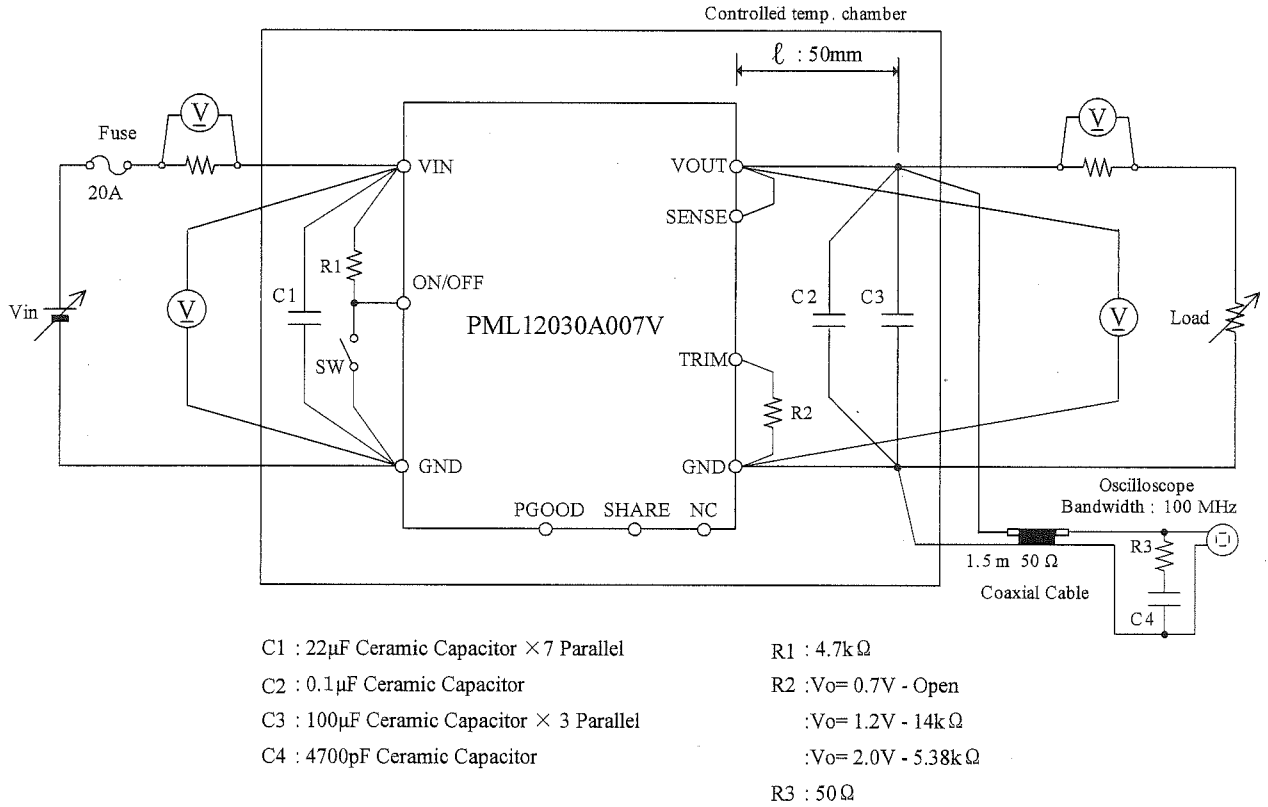 Controlled temp. chamber
ℓ : 50mm
V
V
Fuse
20A
VIN
VOUT
SENSE
R1
ON/OFF
C1
C2
C3
Vin
V
PML12030A007V
V
Load
SW
TRIM
R2
GND
GND
PGOOD SHARE NC
Oscilloscope
Bandwidth : 100 MHz
R3
1.5 m 50 Ω
Coaxial Cable
C4
C1 : 22μF Ceramic Capacitor ×7 Parallel
C2 : 0.1μF Ceramic Capacitor
C3 : 100μF Ceramic Capacitor × 3 Parallel
C4 : 4700pF Ceramic Capacitor
R1 : 4.7kΩ
R2 :Vo= 0.7V - Open
:Vo= 1.2V - 14kΩ
:Vo= 2.0V - 5.38kΩ
R3 : 50Ω